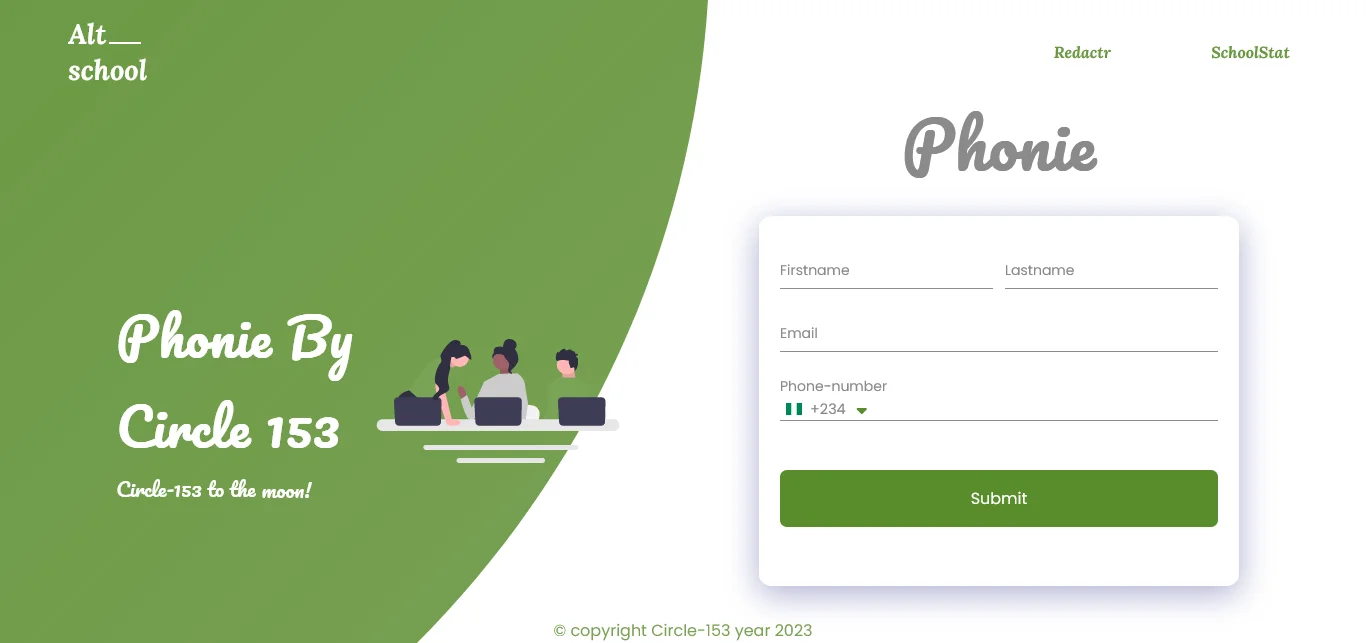 Alt__
school
Redactr
SchoolStat
Phonie
Firstname
Lastname
Email
Phone-number
+234
Submit
Phonie By
Circle 153
Circle-153 to the moon!
© copyright Circle-153 year 2023